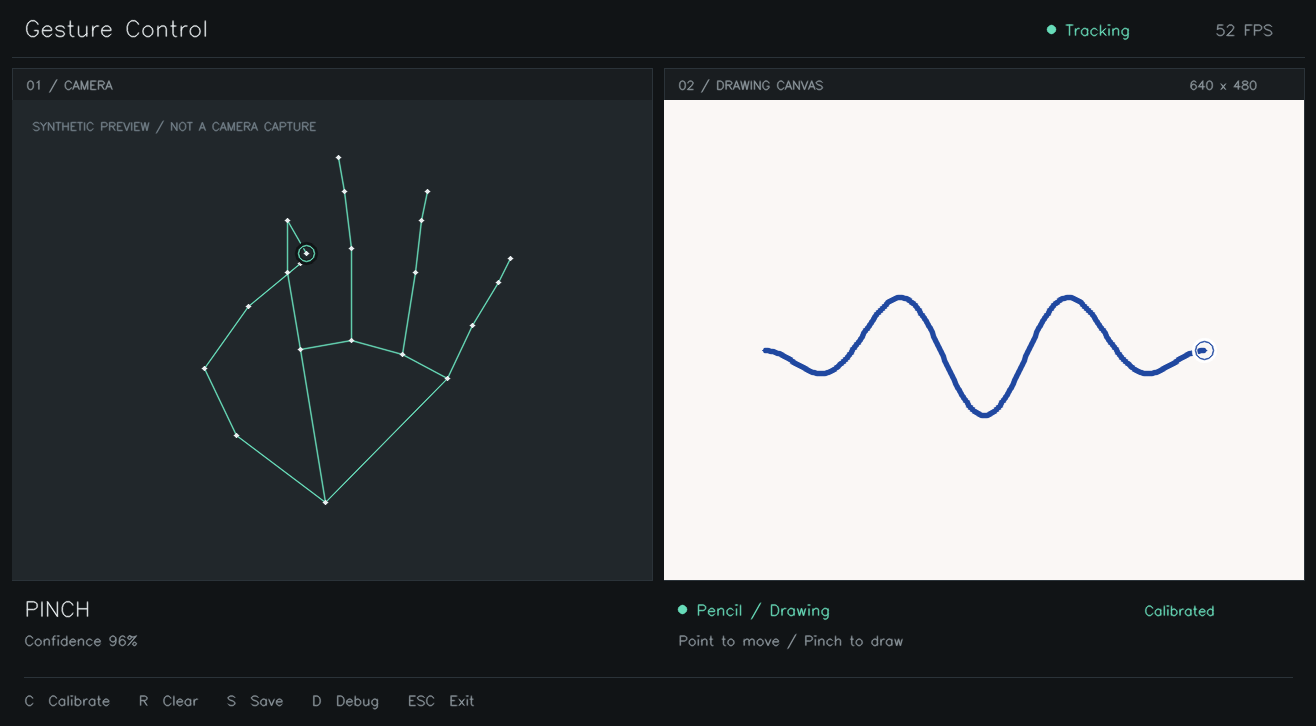 Gesture Control
Tracking
52 FPS
01 / CAMERA
02 / DRAWING CANVAS
640 x 480
SYNTHETIC PREVIEW / NOT A CAMERA CAPTURE
PINCH
Confidence 96%
Pencil / Drawing
Calibrated
Point to move / Pinch to draw
C Calibrate R Clear S Save D Debug ESC Exit